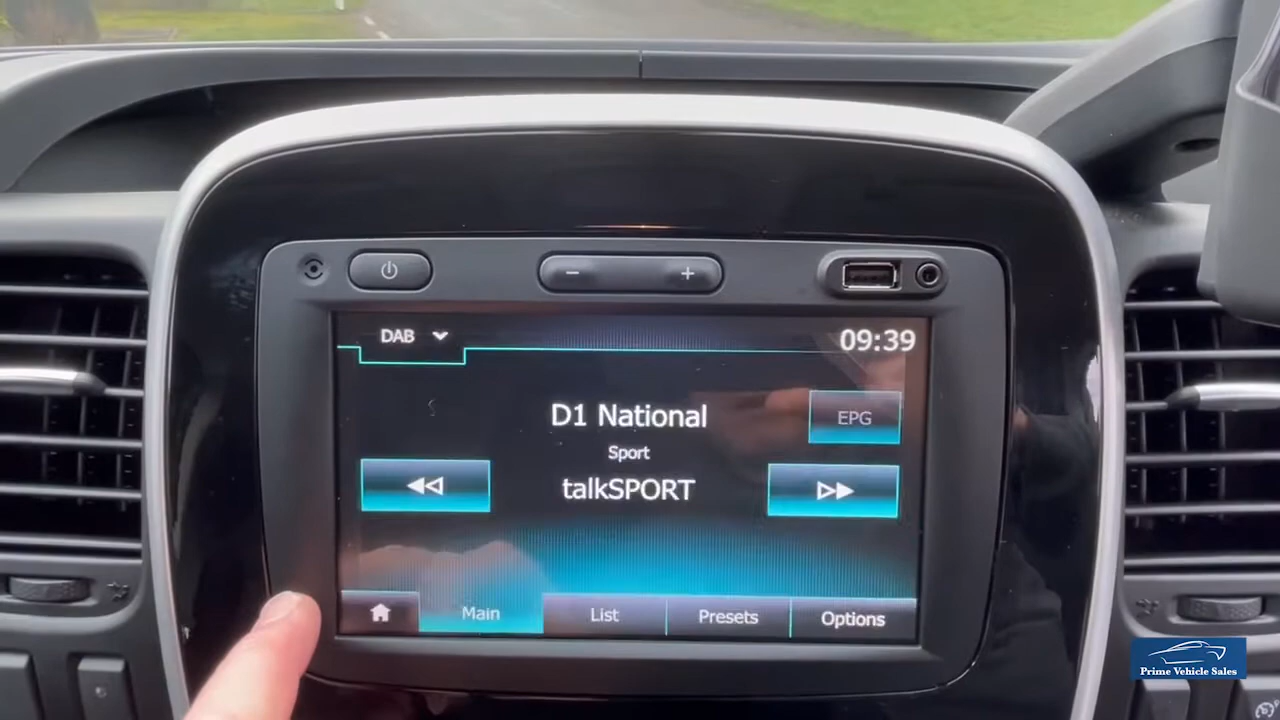 DAB
09:39
D1 National
EPG
Sport
talkSPORT
Main
List
Presets
Options
Prime Vehicle Sales